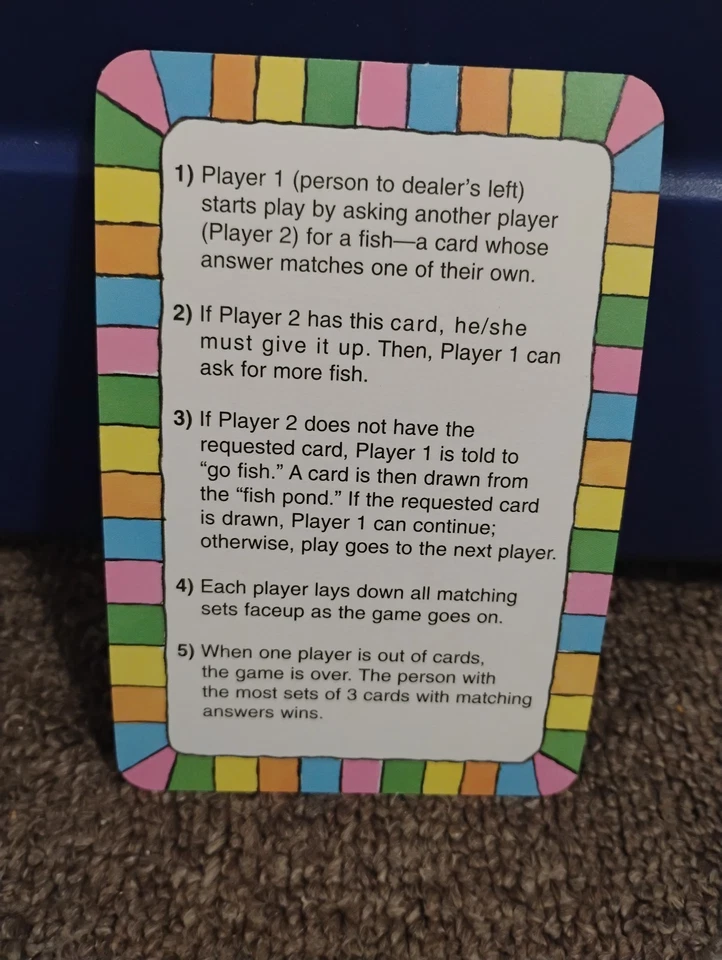 1) Player 1 (person to dealer's left)
starts play by asking another player
(Player 2) for a fish—a card whose
answer matches one of their own.
2) If Player 2 has this card, he/she
must give it up. Then, Player 1 can
ask for more fish.
3) If Player 2 does not have the
requested card, Player 1 is told to
“go fish.” A card is then drawn from
the “fish pond.” If the requested card
is drawn, Player 1 can continue;
otherwise, play goes to the next player.
4) Each player lays down all matching
sets faceup as the game goes on.
5) When one player is out of cards,
the game is over. The person with
the most sets of 3 cards with matching
answers wins.